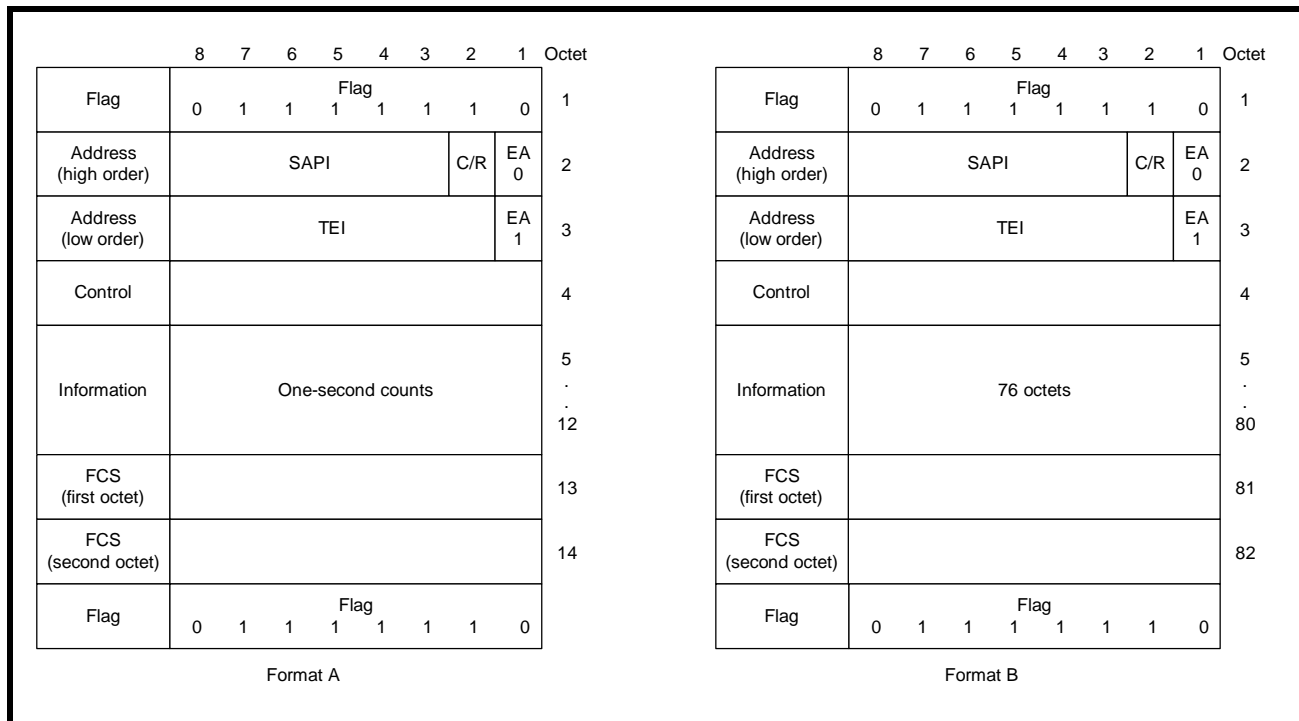 8 7 6 5 4 3 2 1 Octet
Flag
Flag
0 1 1 1 1 1 1 0
1
Address
(high order)
SAPI
C/R
EA
0
2
Address
(low order)
TEI
EA
1
3
Control
4
Information
One-second counts
5
.
.
12
FCS
(first octet)
13
FCS
(second octet)
14
Flag
Flag
0 1 1 1 1 1 1 0
Format A
8 7 6 5 4 3 2 1 Octet
Flag
Flag
0 1 1 1 1 1 1 0
1
Address
(high order)
SAPI
C/R
EA
0
2
Address
(low order)
TEI
EA
1
3
Control
4
Information
76 octets
5
.
.
80
FCS
(first octet)
81
FCS
(second octet)
82
Flag
Flag
0 1 1 1 1 1 1 0
Format B